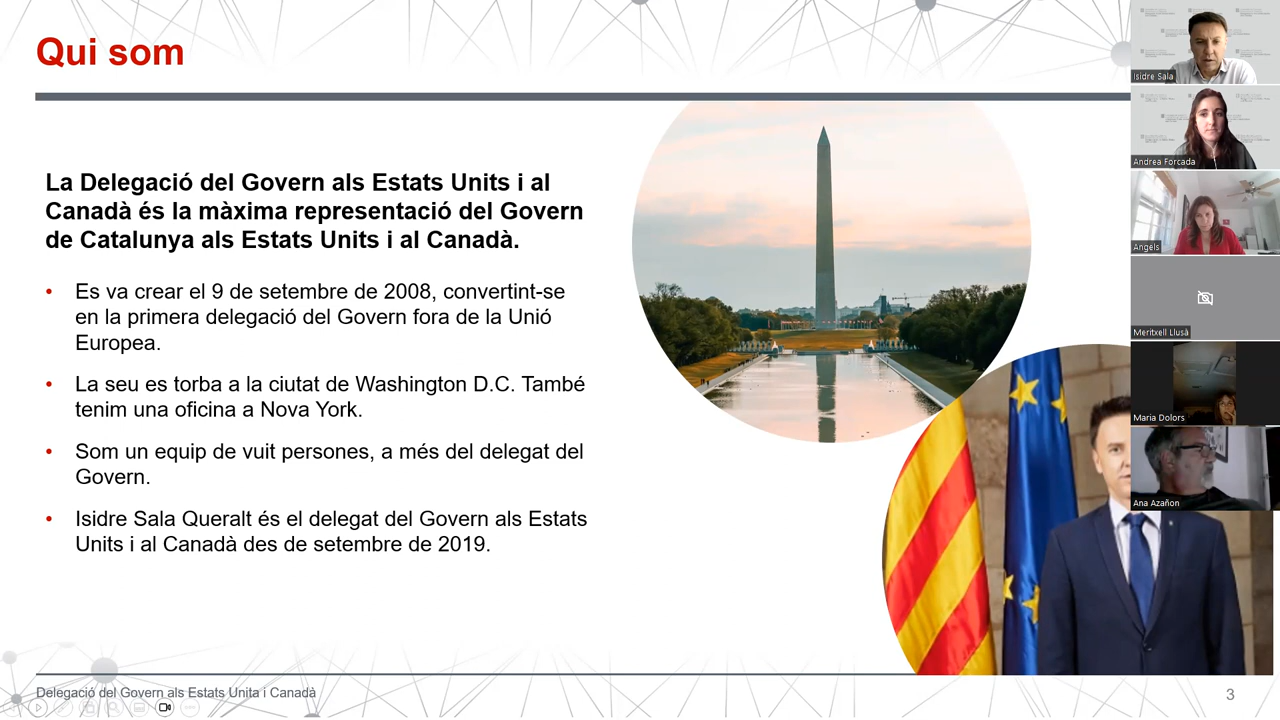 Qui som
La Delegació del Govern als Estats Units i al
Canadà és la màxima representació del Govern
de Catalunya als Estats Units i al Canadà.
• Es va crear el 9 de setembre de 2008, convertint-se
en la primera delegació del Govern fora de la Unió
Europea.
• La seu es torba a la ciutat de Washington D.C. També
tenim una oficina a Nova York.
• Som un equip de vuit persones, a més del delegat del
Govern.
• Isidre Sala Queralt és el delegat del Govern als Estats
Units i al Canadà des de setembre de 2019.
Delegació del Govern als Estats Unita i Canadà
3
Isidre Sala
Andrea Forcada
Angels
Meritxell Llusà
Maria Dolors
Ana Azañon